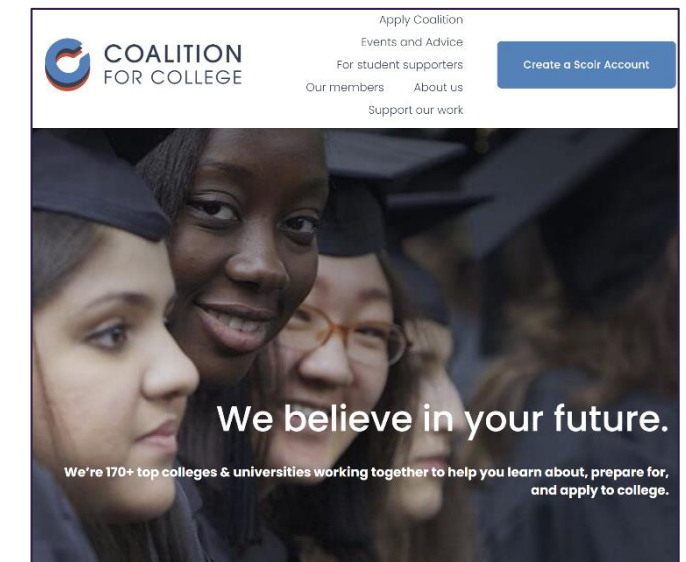 COALITION
FOR COLLEGE
Apply Coalition
Events and Advice
For student supporters
Our members About us
Support our work
Create a Scoir Account
We believe in your future.
We're 170+ top colleges & universities working together to help you learn about, prepare for,
and apply to college.